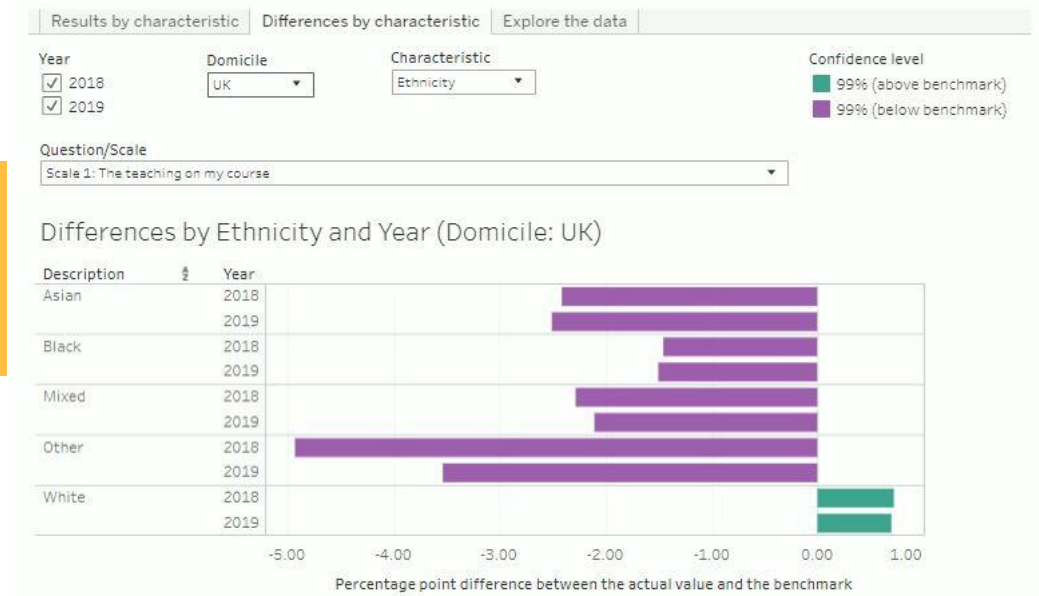 Results by characteristic Differences by characteristic Explore the data
Year Domicile Characteristic Confidence level
2018 UK Ethnicity 99% (above benchmark)
2019 99% (below benchmark)
Question/Scale
Scale 1: The teaching on my course
Differences by Ethnicity and Year (Domicile: UK)
Description Year
Asian 2018
2019
Black 2018
2019
Mixed 2018
2019
Other 2018
2019
White 2018
2019
-5.00 -4.00 -3.00 -2.00 -1.00 0.00 1.00
Percentage point difference between the actual value and the benchmark